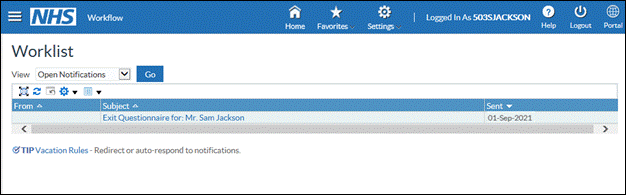 NHS Workflow Home Favorites Settings Logged In As 503SJACKSON Help Logout Portal
Worklist
View Open Notifications Go
From Subject Sent
Exit Questionnaire for: Mr. Sam Jackson 01-Sep-2021
TIP Vacation Rules - Redirect or auto-respond to notifications.